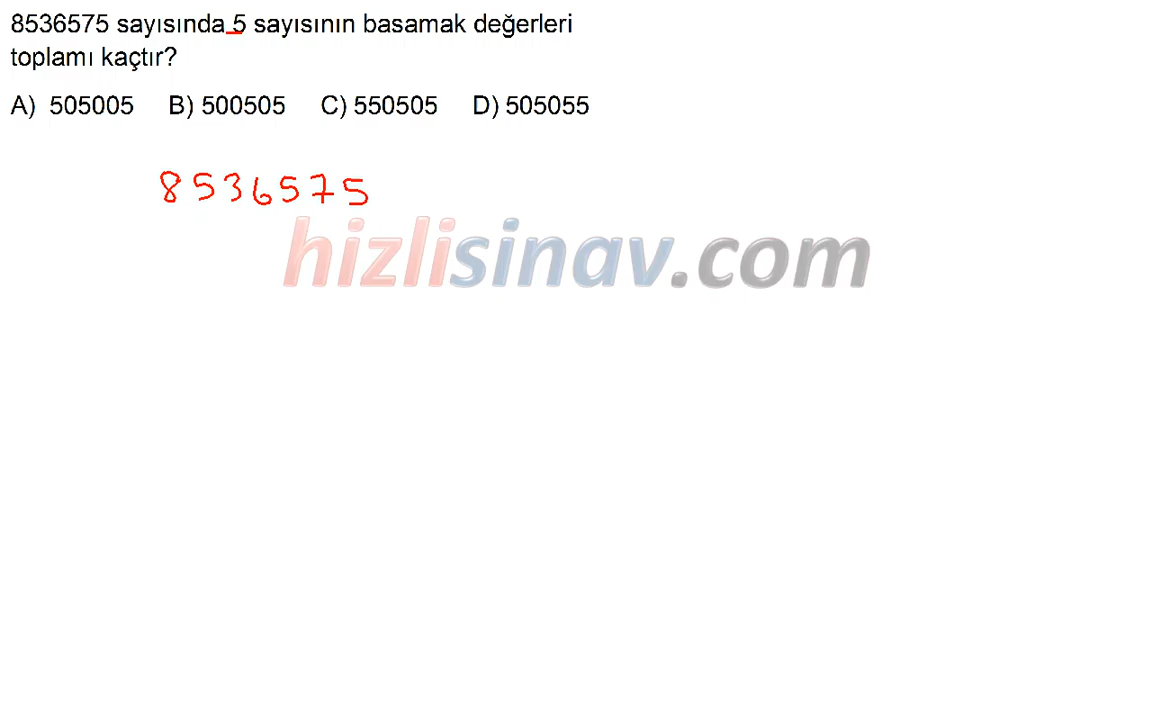 8536575 sayısında 5 sayısının basamak değerleri
toplamı kaçtır?
A) 505005 B) 500505 C) 550505 D) 505055
8536575
hizlisinav.com